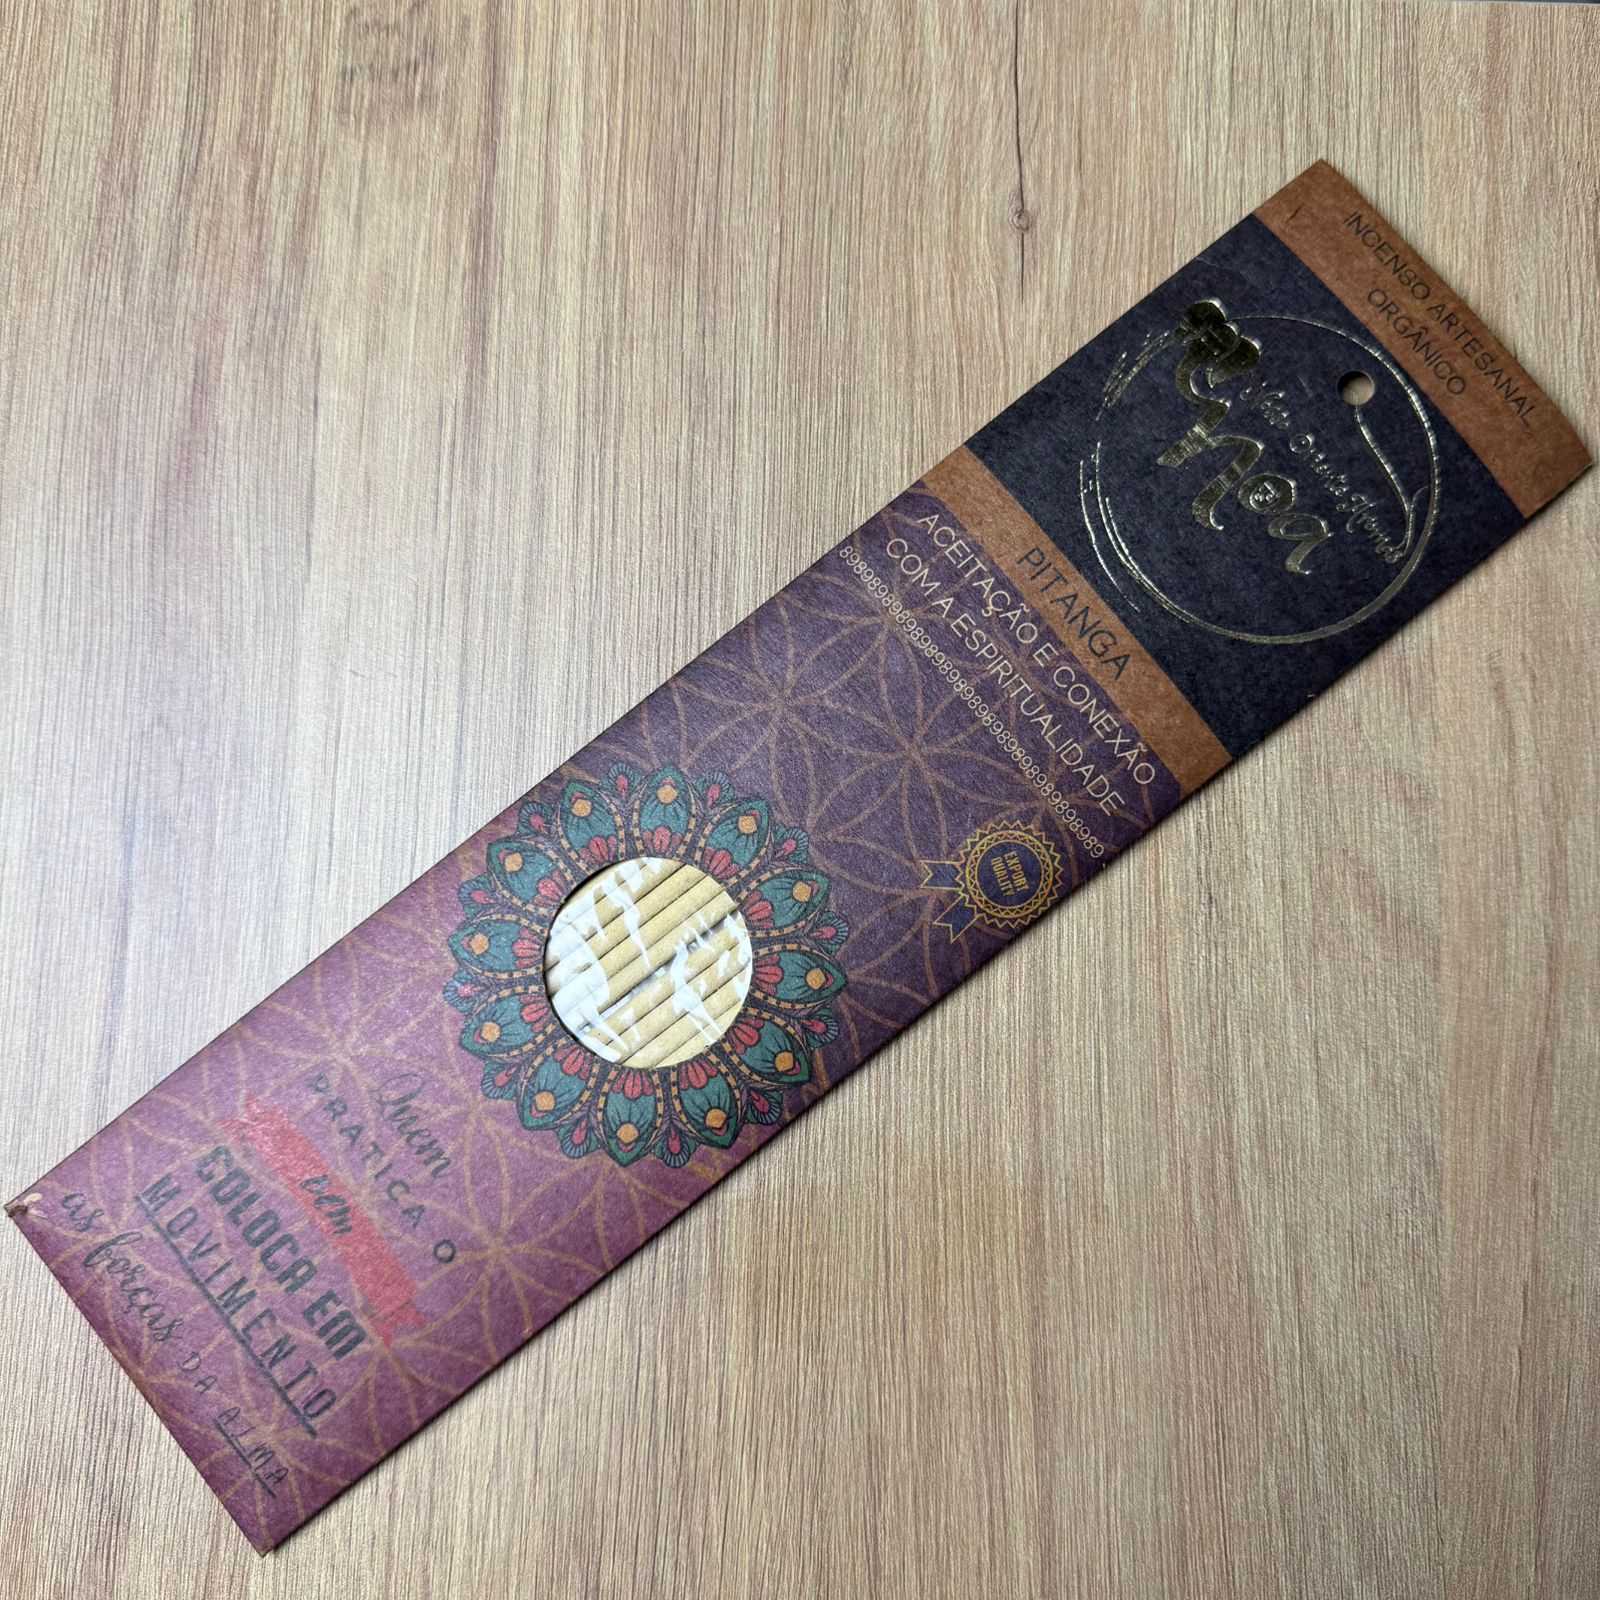 INCENSO ARTESANAL
ORGÂNICO
noa
PITANGA
ACEITAÇÃO E CONEXÃO
COM A ESPIRITUALIDADE
EXPORT
QUALITY
Quem
PRATICA O
bem
COLOCA EM
MOVIMENTO
as forças DA ALMA